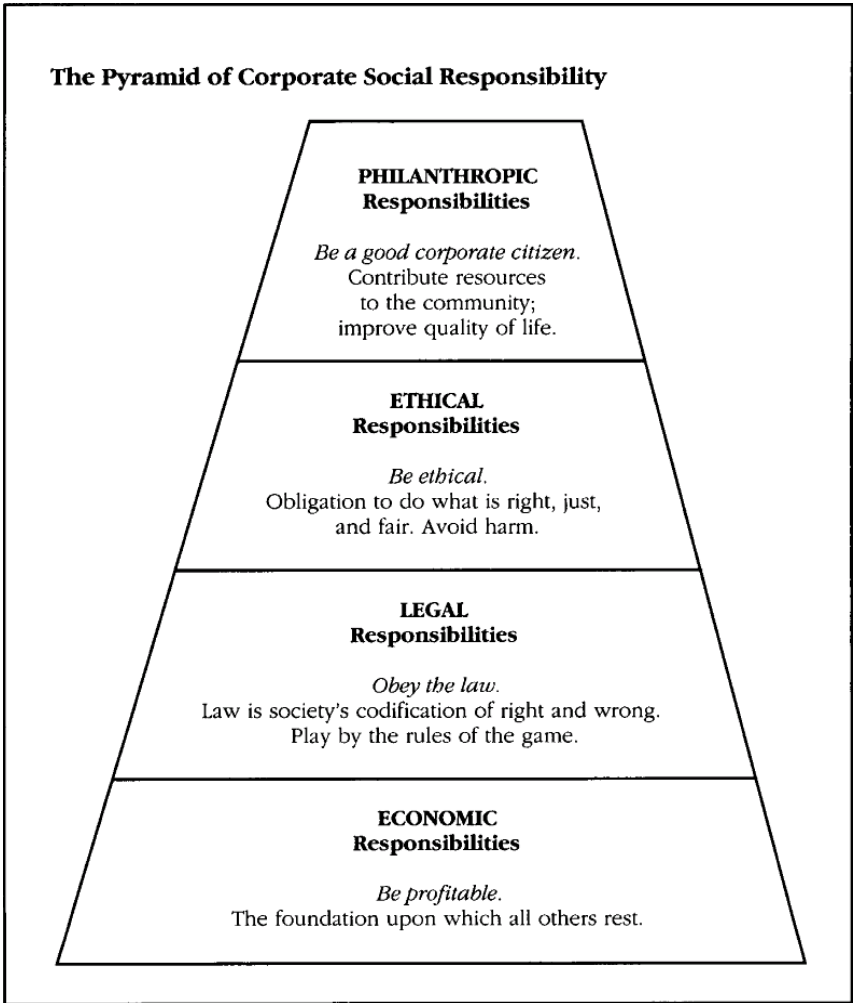 The Pyramid of Corporate Social Responsibility
PHILANTHROPIC
Responsibilities
Be a good corporate citizen.
Contribute resources
to the community;
improve quality of life.
ETHICAL
Responsibilities
Be ethical.
Obligation to do what is right, just,
and fair. Avoid harm.
LEGAL
Responsibilities
Obey the law.
Law is society's codification of right and wrong.
Play by the rules of the game.
ECONOMIC
Responsibilities
Be profitable.
The foundation upon which all others rest.